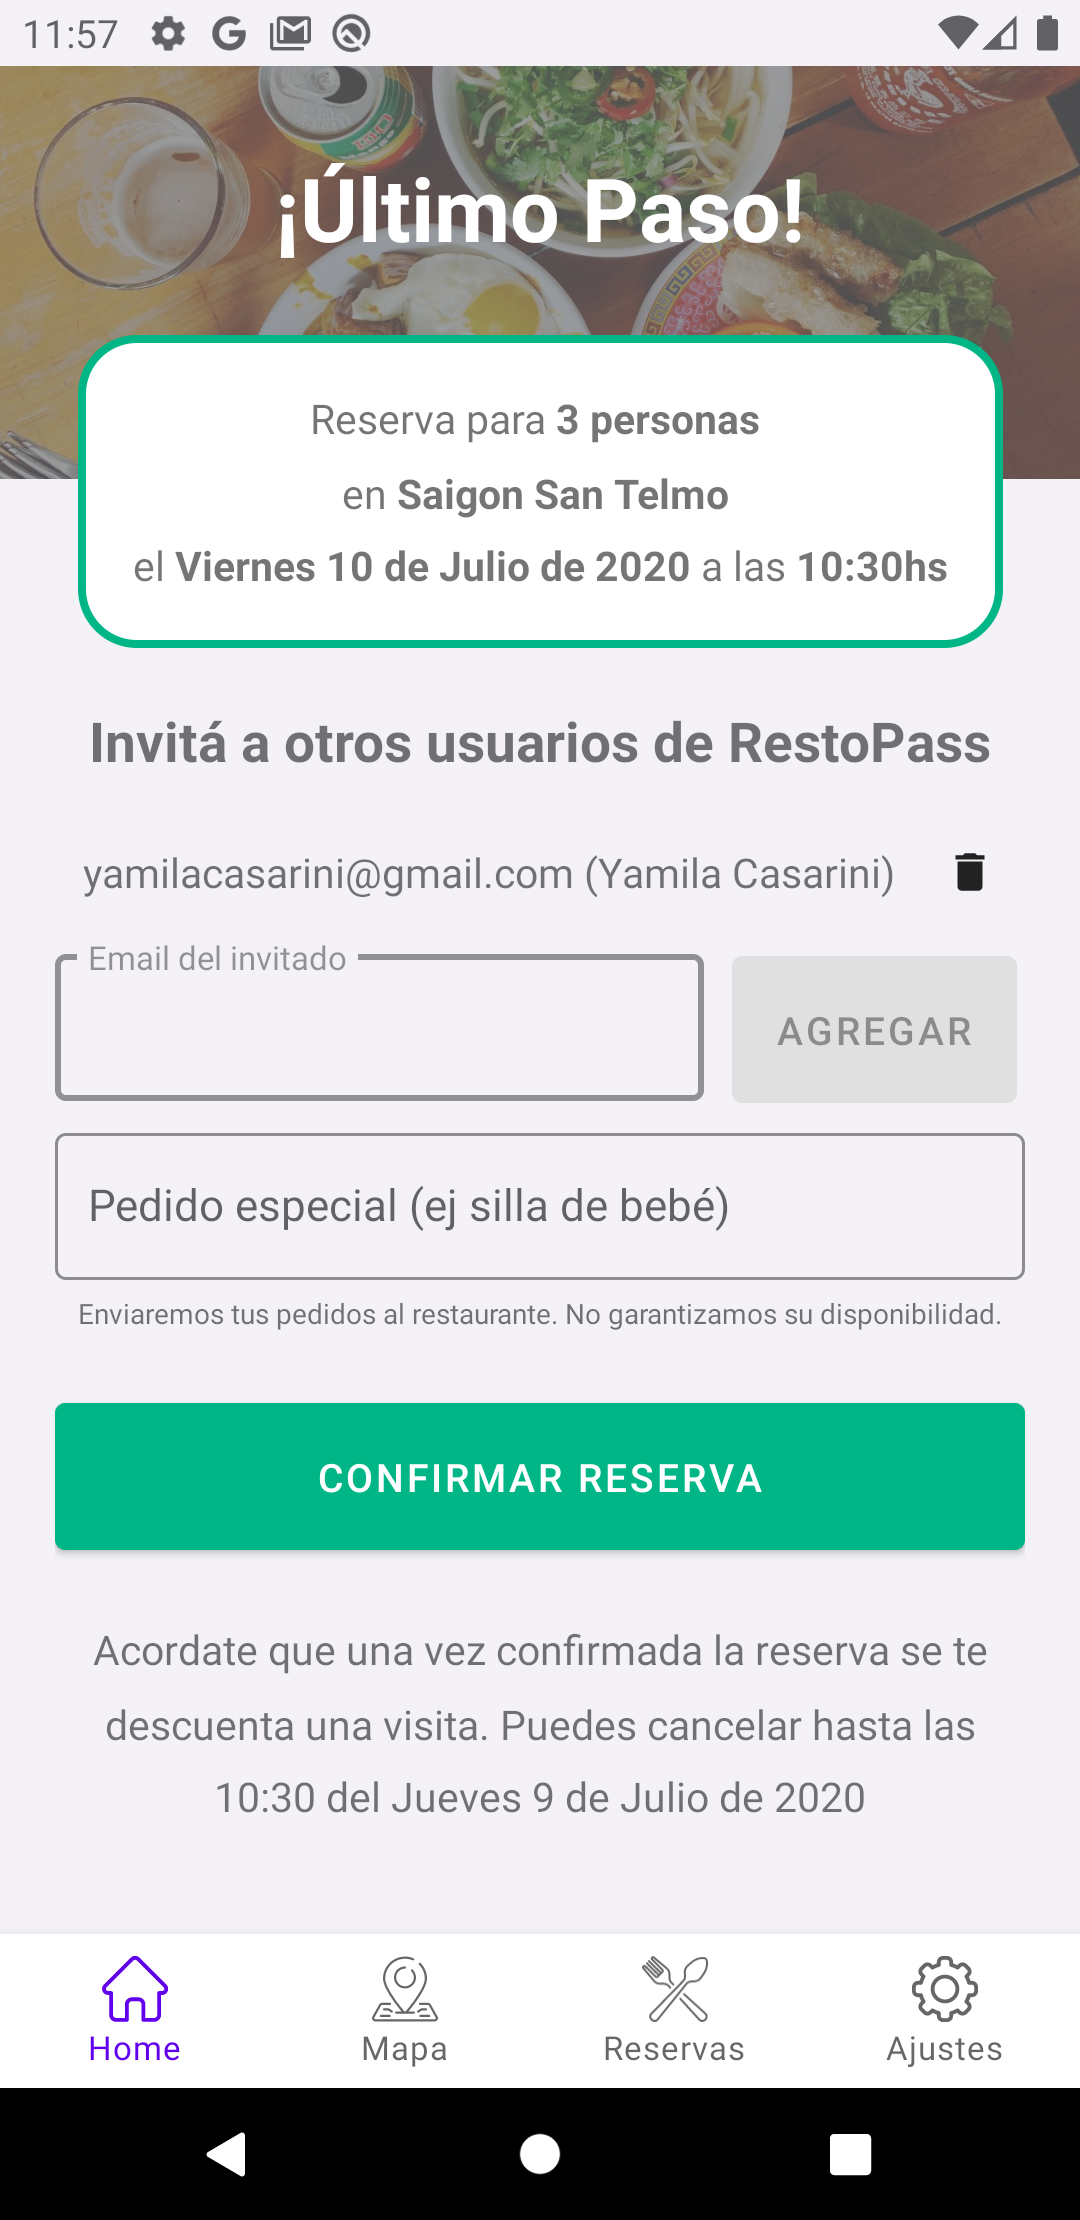 11:57
¡Último Paso!
Reserva para 3 personas
en Saigon San Telmo
el Viernes 10 de Julio de 2020 a las 10:30hs
Invitá a otros usuarios de RestoPass
yamilacasarini@gmail.com (Yamila Casarini)
Email del invitado
AGREGAR
Pedido especial (ej silla de bebé)
Enviaremos tus pedidos al restaurante. No garantizamos su disponibilidad.
CONFIRMAR RESERVA
Acordate que una vez confirmada la reserva se te
descuenta una visita. Puedes cancelar hasta las
10:30 del Jueves 9 de Julio de 2020
Home
Mapa
Reservas
Ajustes